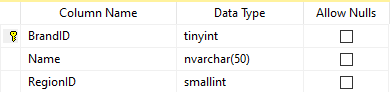 Column Name Data Type Allow Nulls
BrandID tinyint
Name nvarchar(50)
RegionID smallint